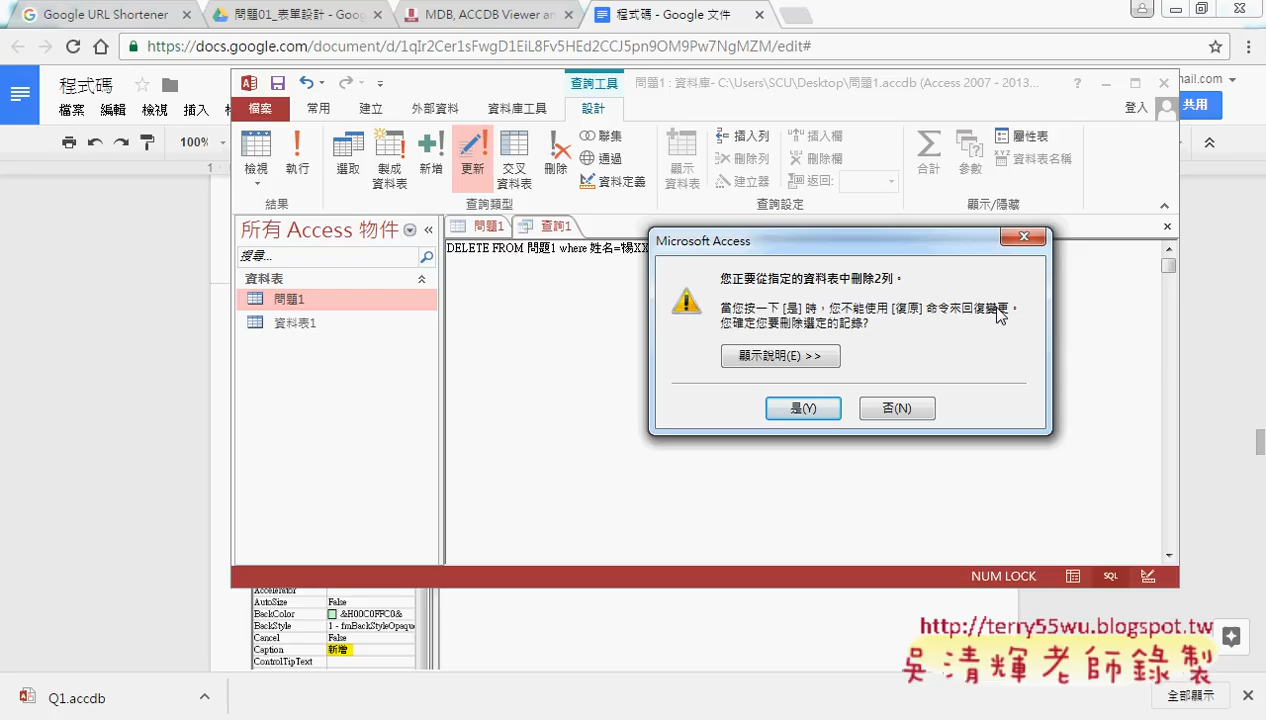 Google URL Shortener
問題01_表單設計 - Goog
MDB, ACCDB Viewer an
程式碼 - Google 文件
https://docs.google.com/document/d/1qIr2Cer1sFwgD1EiL8Fv5HEd2CCJ5pn9OM9Pw7NgMZM/edit#
程式碼
檔案 編輯 檢視 插入
mail.com
共用
100%
查詢工具
問題1 : 資料庫- C:\Users\SCU\Desktop\問題1.accdb (Access 2007 - 2013...
檔案 常用 建立 外部資料 資料庫工具 設計
登入
檢視 執行 選取 製成資料表 新增 更新 交叉資料表 刪除
聯集
通過
資料定義
顯示資料表
插入列
刪除列
建立器
插入欄
刪除欄
返回:
合計 參數
屬性表
資料表名稱
結果 查詢類型 查詢設定 顯示/隱藏
所有 Access 物件
搜尋...
資料表
問題1
資料表1
問題1 查詢1
DELETE FROM 問題1 where 姓名=楊XX
Microsoft Access
您正要從指定的資料表中刪除2列。
當您按一下 [是] 時，您不能使用 [復原] 命令來回復變更。
您確定您要刪除選定的記錄?
顯示說明(E) >>
是(Y) 否(N)
NUM LOCK
SQL
Accelerator
AutoSize False
BackColor &H00C0FFC0&
BackStyle 1 - fmBackStyleOpaque
Cancel False
Caption 新增
ControlTipText
http://terry55wu.blogspot.tw
吳清輝老師錄製
Q1.accdb
全部顯示